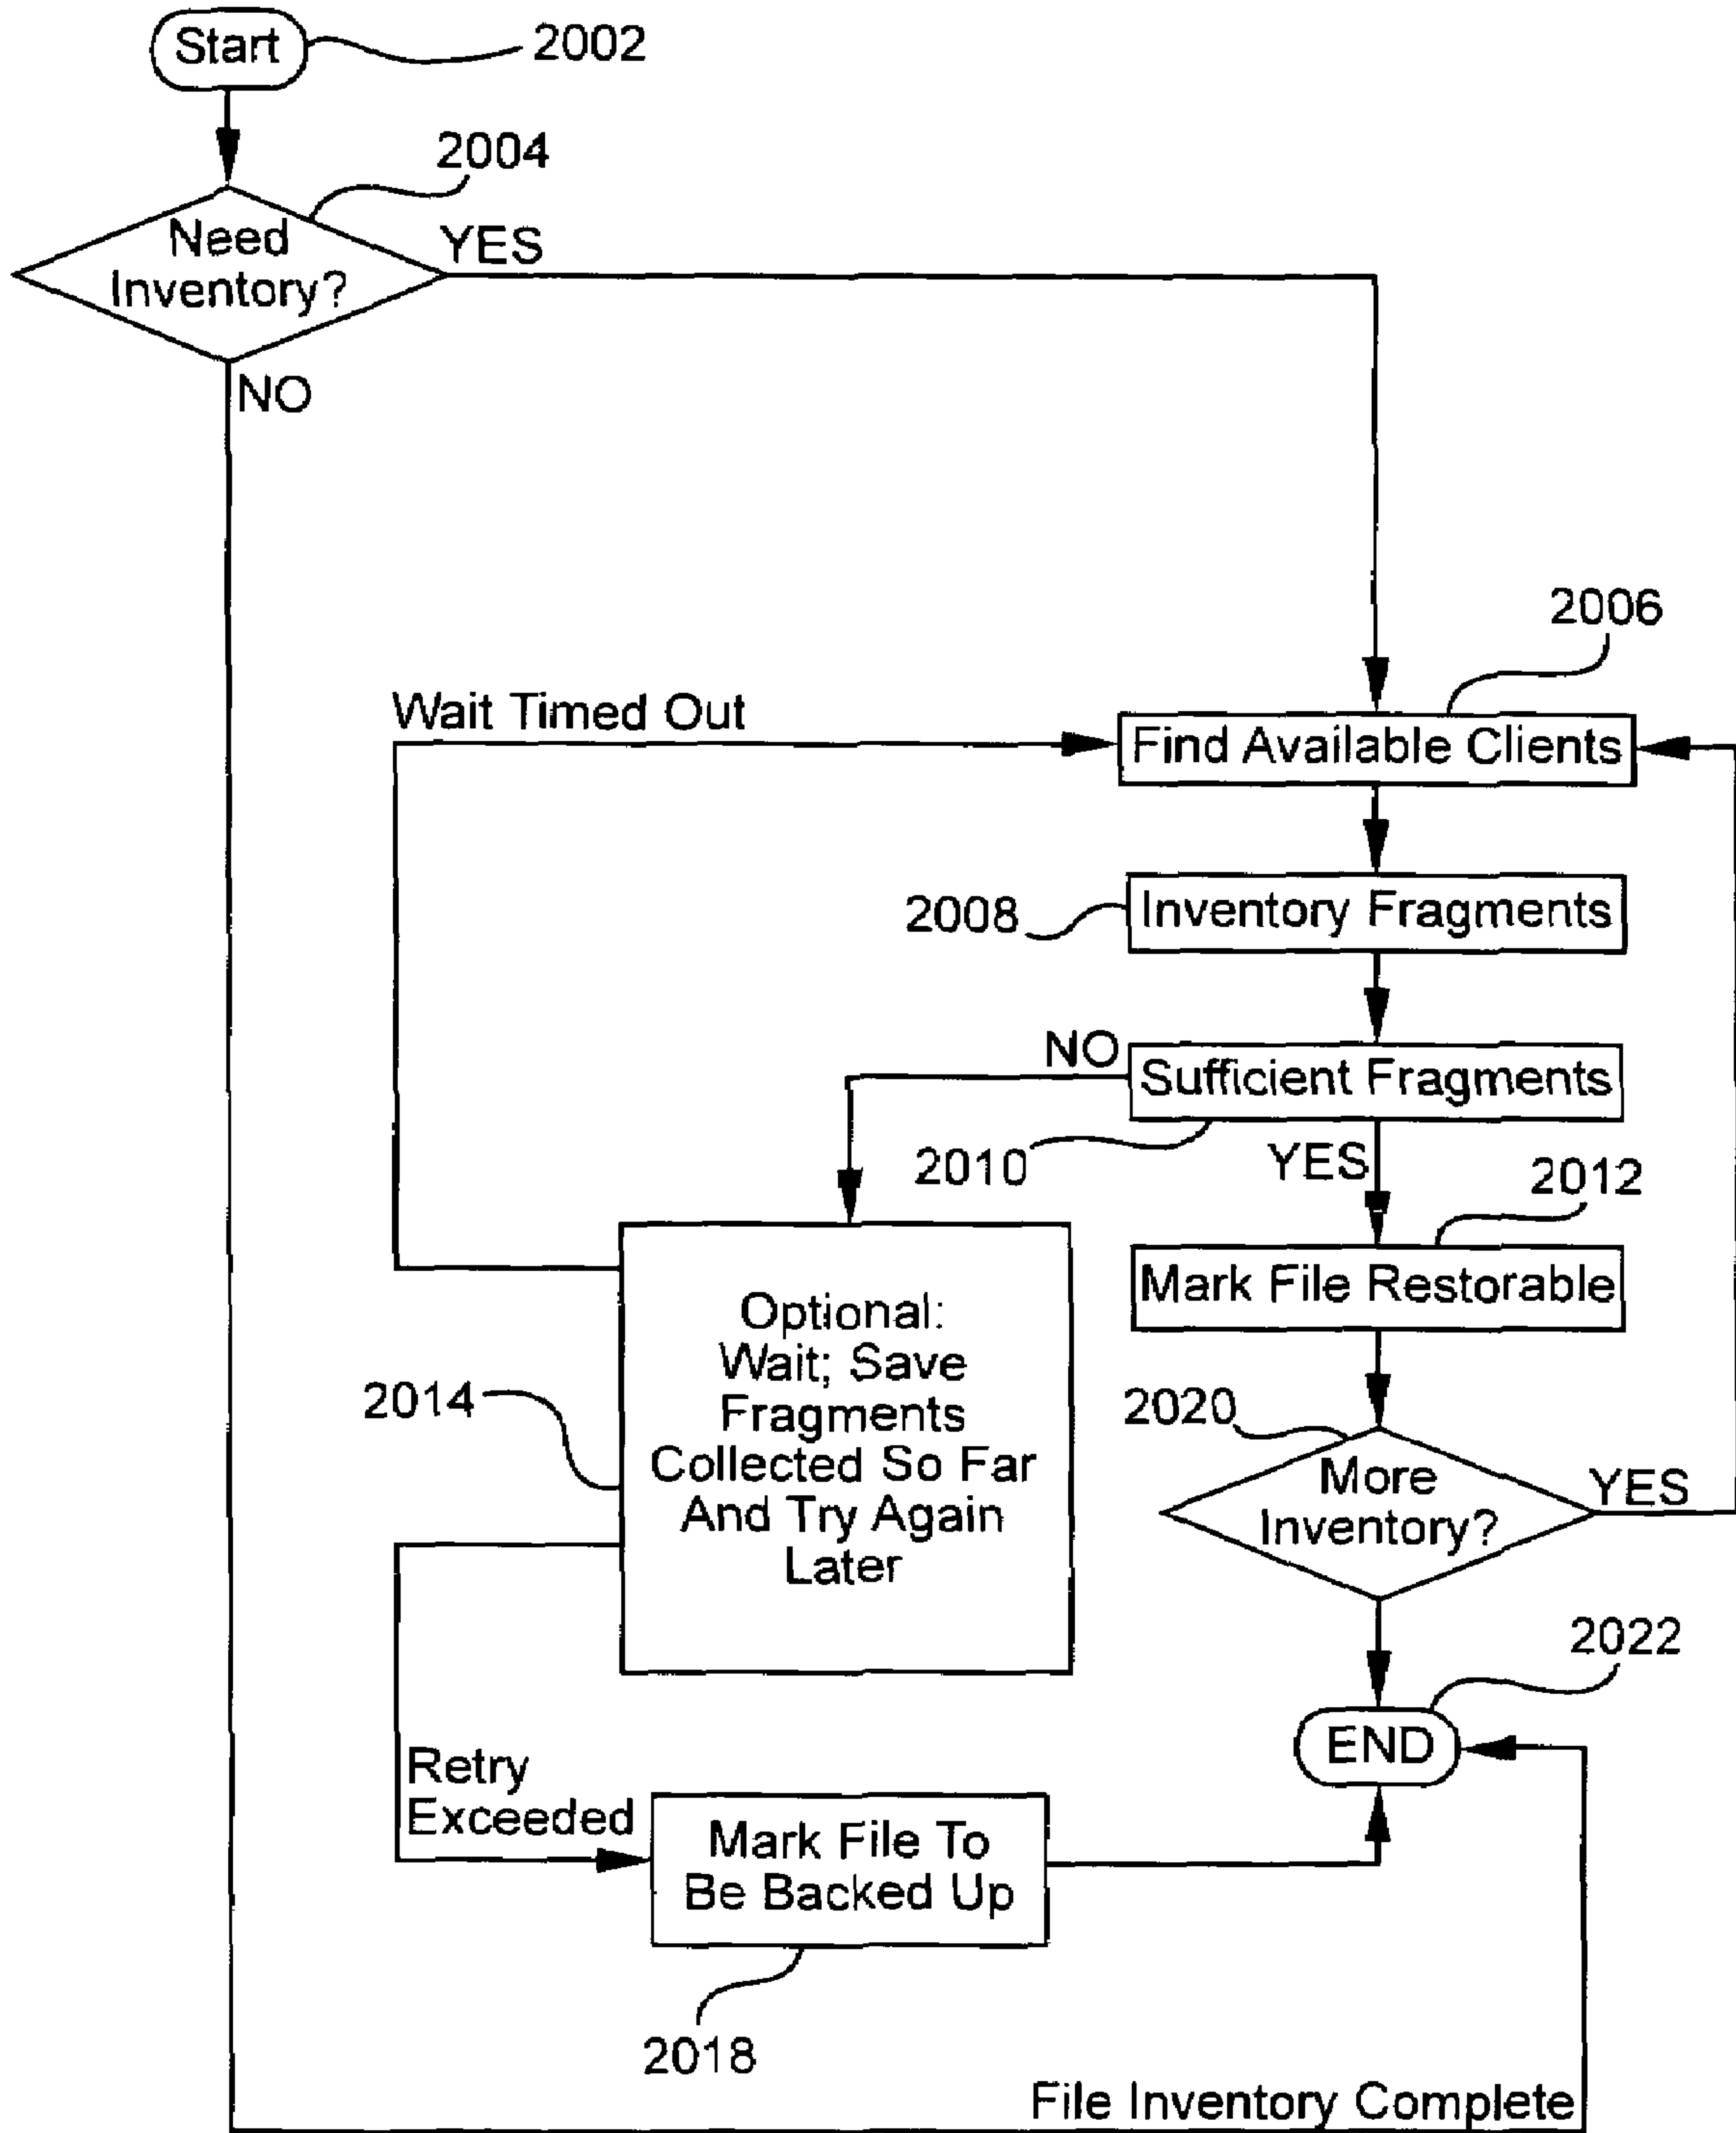 Start
2002
2004
Need
Inventory?
YES
NO
2006
Wait Timed Out
Find Available Clients
2008
Inventory Fragments
NO
Sufficient Fragments
2010
YES
2012
Mark File Restorable
Optional:
Wait; Save
Fragments
Collected So Far
And Try Again
Later
2014
2020
More
Inventory?
YES
2022
END
Retry
Exceeded
Mark File To
Be Backed Up
2018
File Inventory Complete